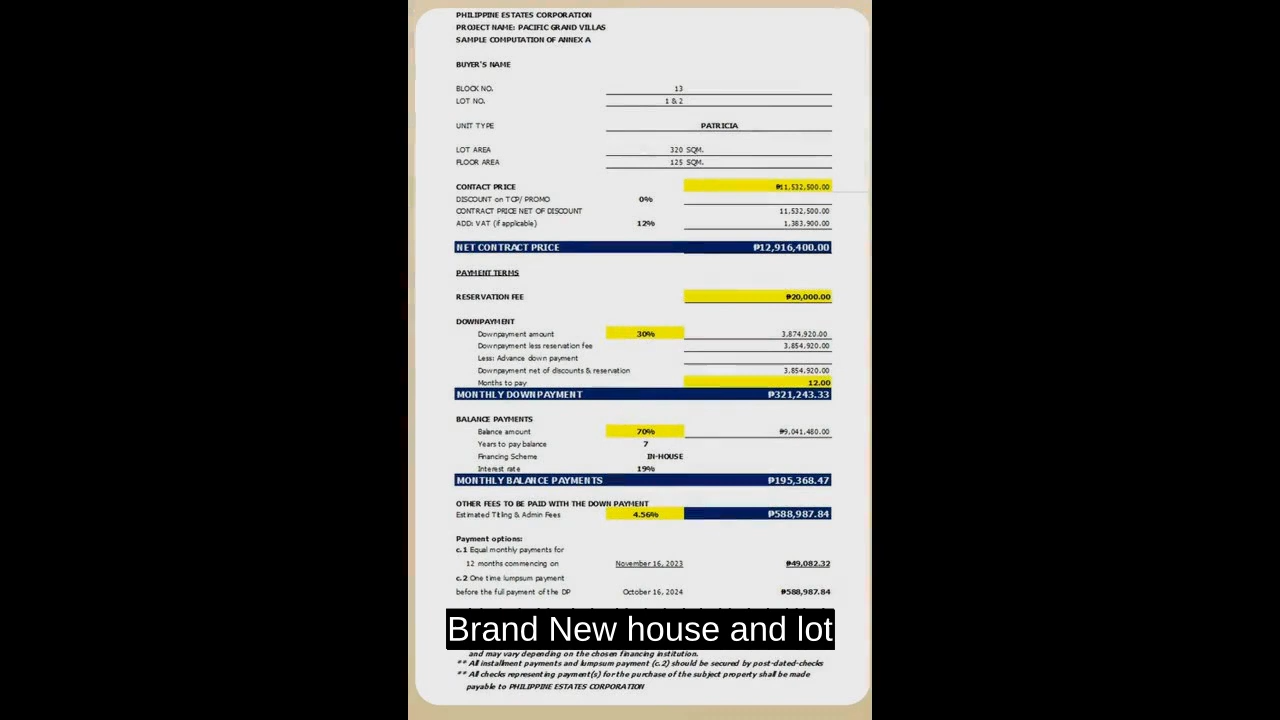 PHILIPPINE ESTATES CORPORATION
PROJECT NAME: PACIFIC GRAND VILLAS
SAMPLE COMPUTATION OF ANNEX A
BUYER'S NAME
BLOCK NO. 13
LOT NO. 1 & 2
UNIT TYPE PATRICIA
LOT AREA 320 SQM.
FLOOR AREA 125 SQM.
CONTACT PRICE ₱11,532,500.00
DISCOUNT on TCP/ PROMO 0%
CONTRACT PRICE NET OF DISCOUNT 11,532,500.00
ADD: VAT (if applicable) 12% 1,383,900.00
NET CONTRACT PRICE ₱12,916,400.00
PAYMENT TERMS
RESERVATION FEE ₱20,000.00
DOWNPAYMENT
Downpayment amount 30% 3,874,920.00
Downpayment less reservation fee 3,854,920.00
Less: Advance down payment
Downpayment net of discounts & reservation 3,854,920.00
Months to pay 12.00
MONTHLY DOWNPAYMENT ₱321,243.33
BALANCE PAYMENTS
Balance amount 70% ₱9,041,480.00
Years to pay balance 7
Financing Scheme IN-HOUSE
Interest rate 19%
MONTHLY BALANCE PAYMENTS ₱195,368.47
OTHER FEES TO BE PAID WITH THE DOWN PAYMENT
Estimated Titling & Admin Fees 4.56% ₱588,987.84
Payment options:
c.1 Equal monthly payments for
12 months commencing on November 16, 2023 ₱49,082.32
c.2 One time lumpsum payment
before the full payment of the DP October 16, 2024 ₱588,987.84
Brand New house and lot
and may vary depending on the chosen financing institution.
** All installment payments and lumpsum payment (c.2) should be secured by post-dated-checks
** All checks representing payment(s) for the purchase of the subject property shall be made
payable to PHILIPPINE ESTATES CORPORATION